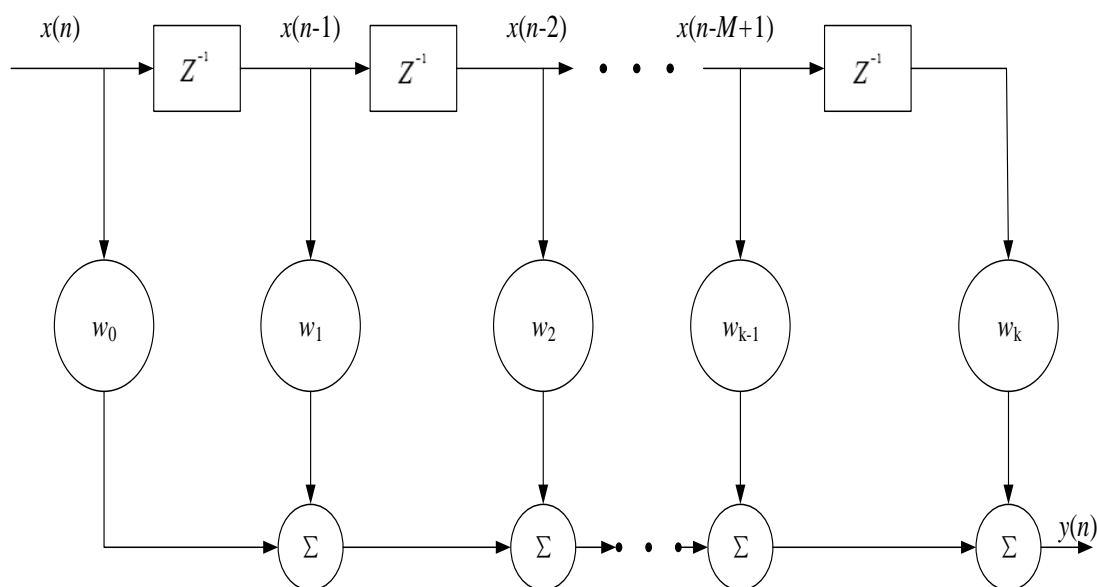 x(n) x(n-1) x(n-2) x(n-M+1)
Z⁻¹ Z⁻¹ Z⁻¹
w₀ w₁ w₂ wₖ₋₁ wₖ
y(n)
Σ Σ Σ Σ